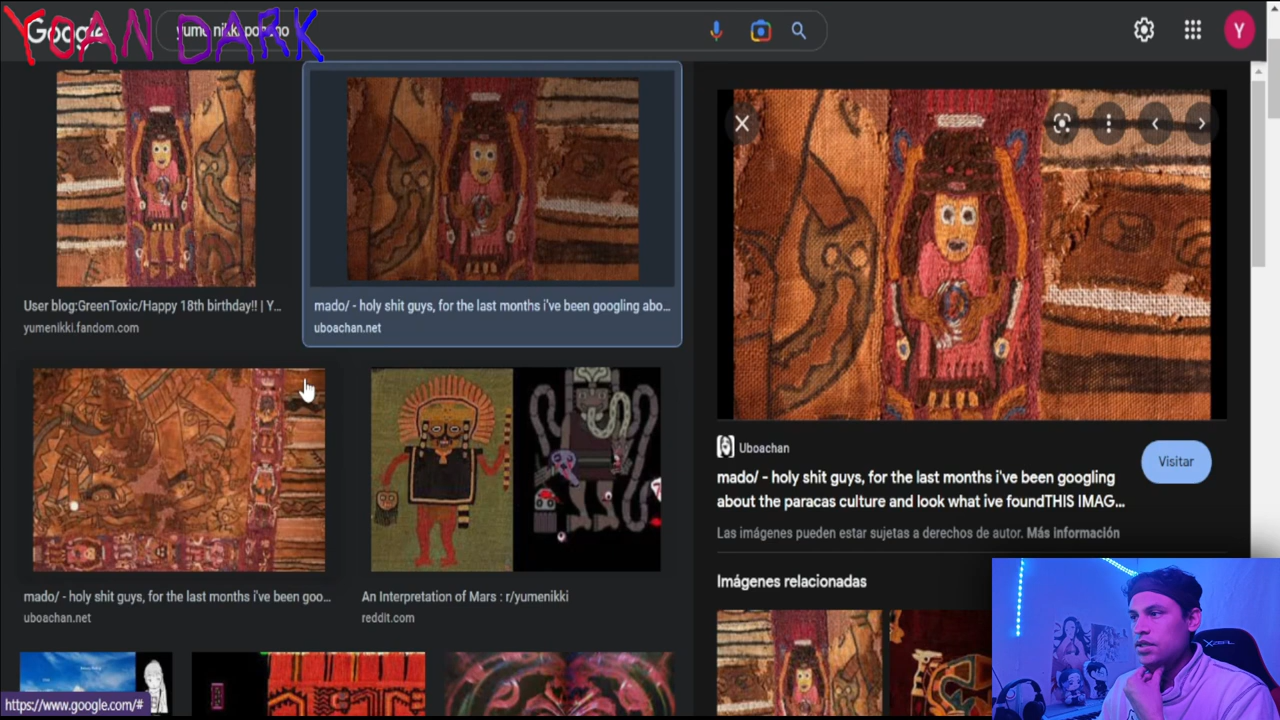 YOAN DARK
Google
yume nikki
Y
User blog:GreenToxic/Happy 18th birthday!! | Y...
yumenikki.fandom.com
mado/ - holy shit guys, for the last months i've been googling abo...
uboachan.net
mado/ - holy shit guys, for the last months i've been goo...
uboachan.net
An Interpretation of Mars : r/yumenikki
reddit.com
https://www.google.com/#
Uboachan
Visitar
mado/ - holy shit guys, for the last months i've been googling
about the paracas culture and look what ive foundTHIS IMAG...
Las imágenes pueden estar sujetas a derechos de autor. Más información
Imágenes relacionadas